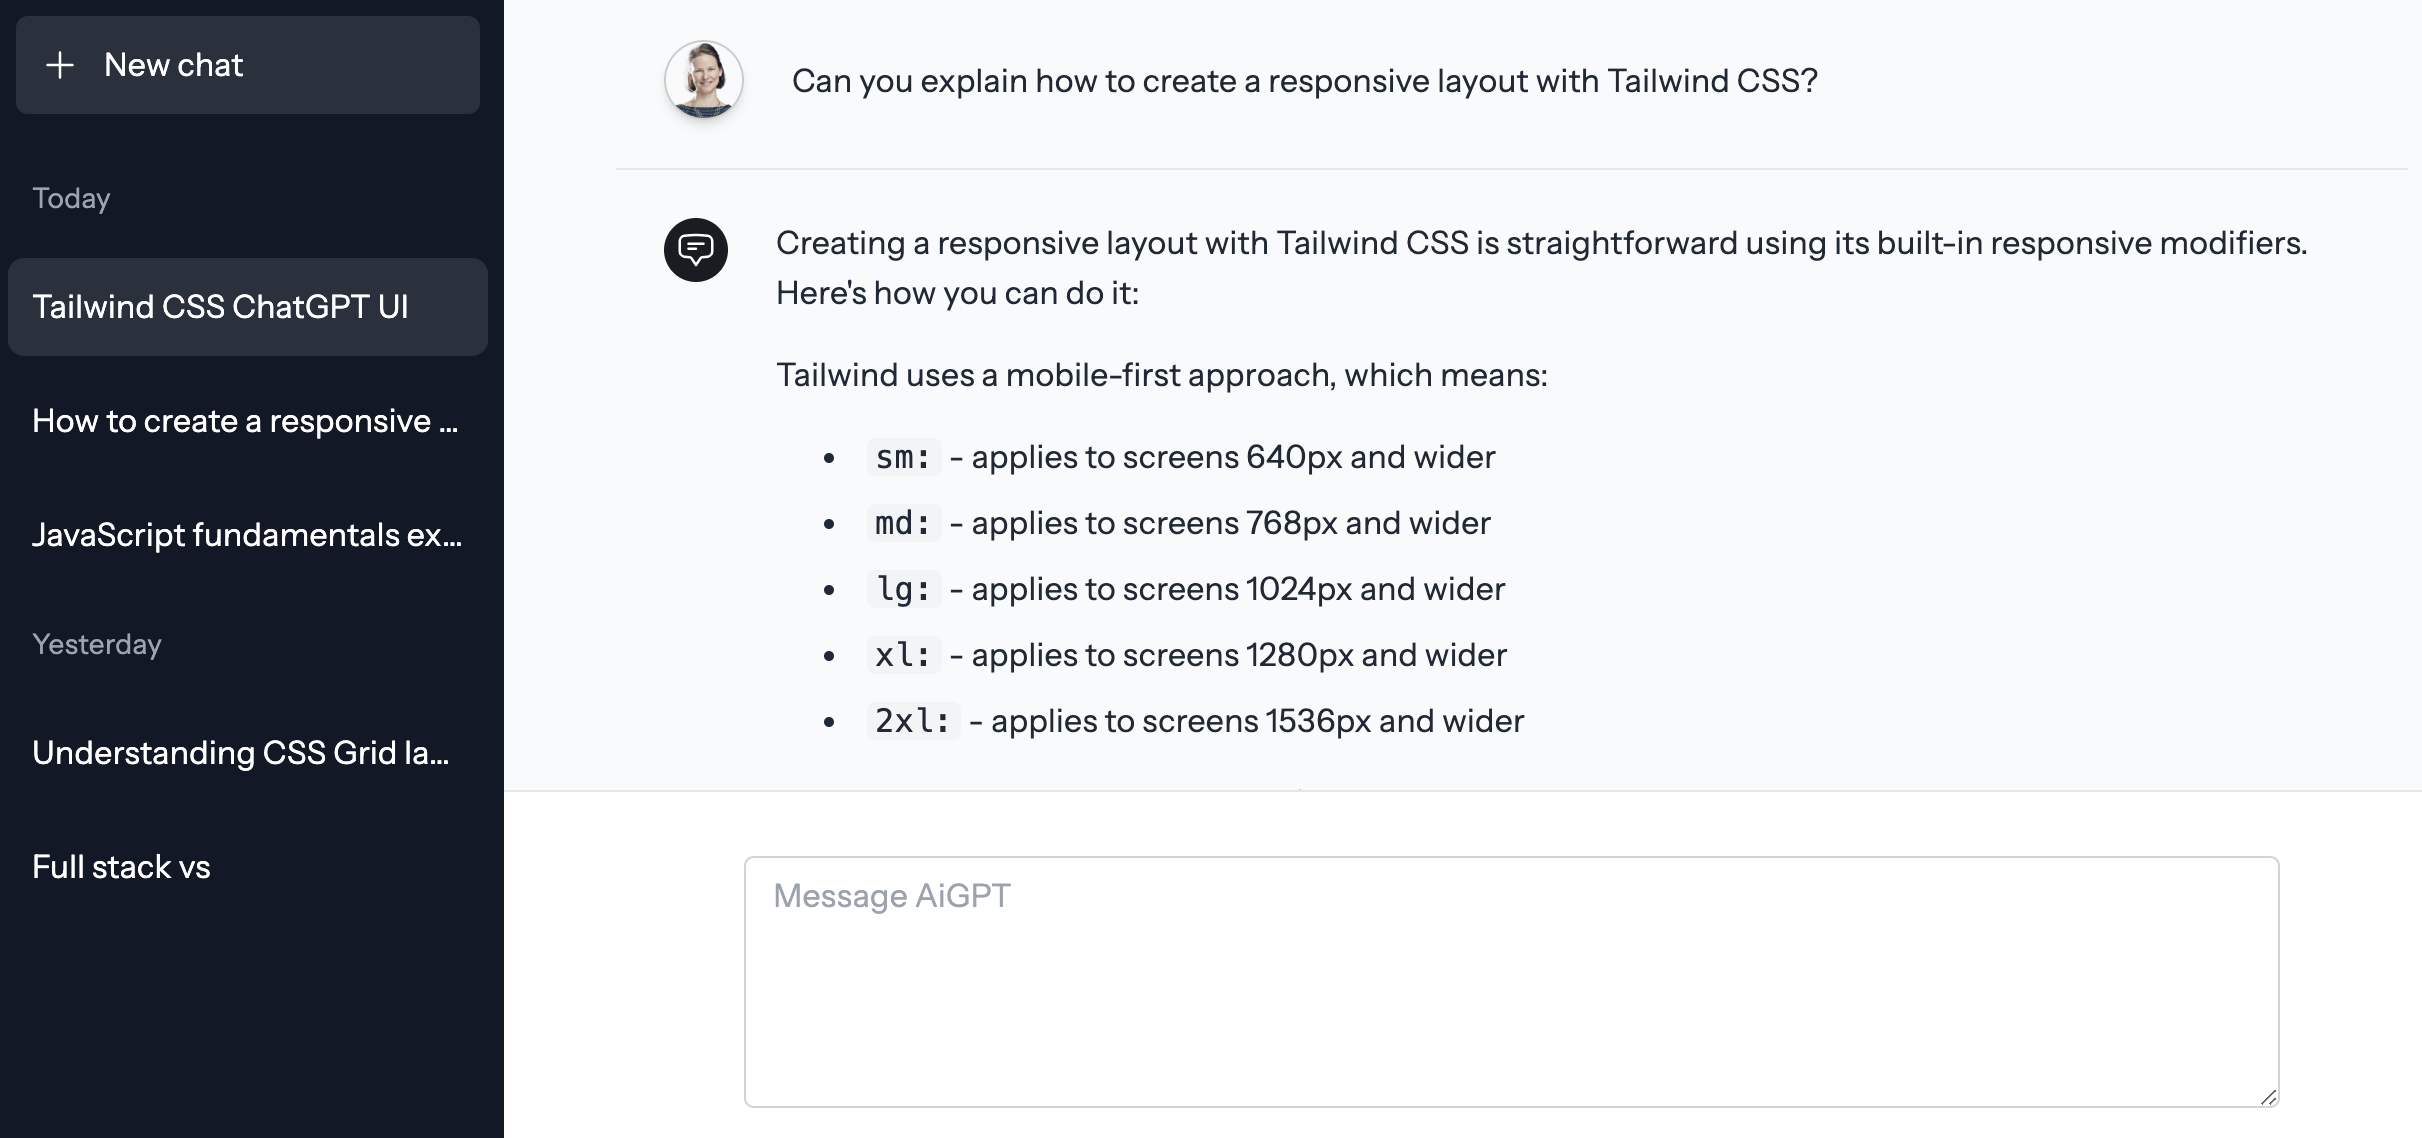 New chat
Today
Tailwind CSS ChatGPT UI
How to create a responsive ...
JavaScript fundamentals ex...
Yesterday
Understanding CSS Grid la...
Full stack vs
Can you explain how to create a responsive layout with Tailwind CSS?
Creating a responsive layout with Tailwind CSS is straightforward using its built-in responsive modifiers.
Here's how you can do it:
Tailwind uses a mobile-first approach, which means:
• sm: - applies to screens 640px and wider
• md: - applies to screens 768px and wider
• lg: - applies to screens 1024px and wider
• xl: - applies to screens 1280px and wider
• 2xl: - applies to screens 1536px and wider
Message AiGPT